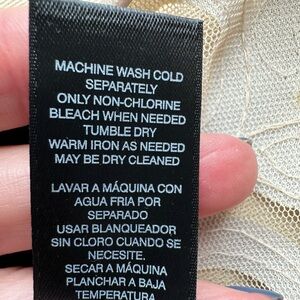 MACHINE WASH COLD
SEPARATELY
ONLY NON-CHLORINE
BLEACH WHEN NEEDED
TUMBLE DRY
WARM IRON AS NEEDED
MAY BE DRY CLEANED
LAVAR A MÁQUINA CON
AGUA FRIA POR
SEPARADO
USAR BLANQUEADOR
SIN CLORO CUANDO SE
NECESITE.
SECAR A MÁQUINA
PLANCHAR A BAJA
TEMPERATURA